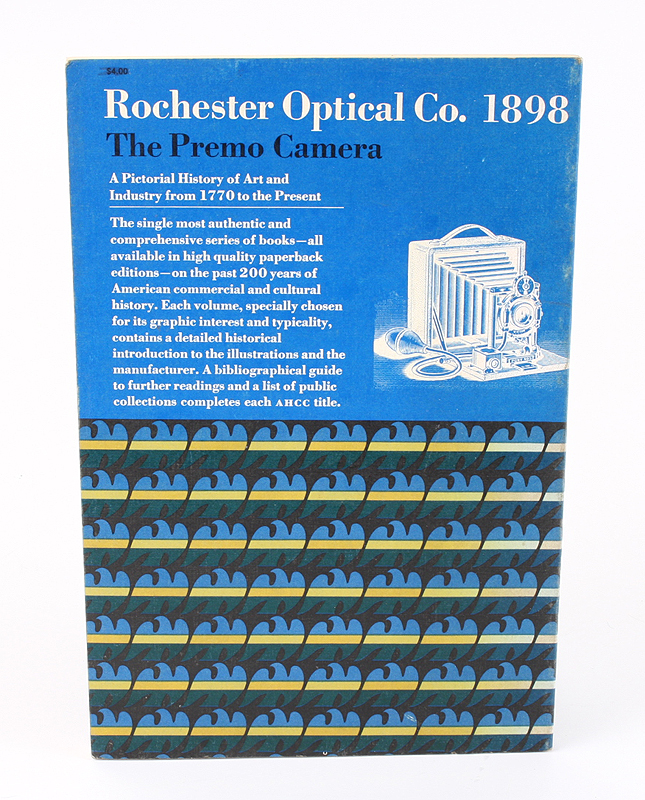 $4.00
Rochester Optical Co. 1898
The Premo Camera
A Pictorial History of Art and
Industry from 1770 to the Present
The single most authentic and
comprehensive series of books—all
available in high quality paperback
editions—on the past 200 years of
American commercial and cultural
history. Each volume, specially chosen
for its graphic interest and typicality,
contains a detailed historical
introduction to the illustrations and the
manufacturer. A bibliographical guide
to further readings and a list of public
collections completes each AHCC title.